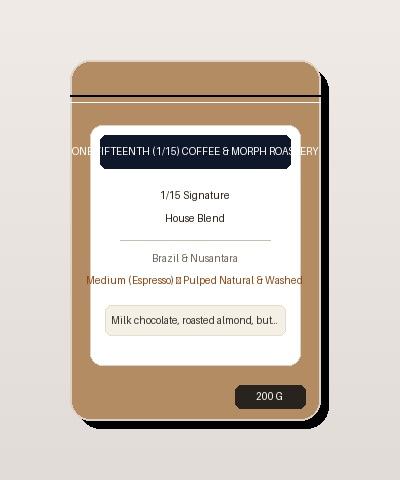 ONE FIFTEENTH (1/15) COFFEE & MORPH ROASTERY
1/15 Signature
House Blend
Brazil & Nusantara
Medium (Espresso) ▯ Pulped Natural & Washed
Milk chocolate, roasted almond, but...
200 G